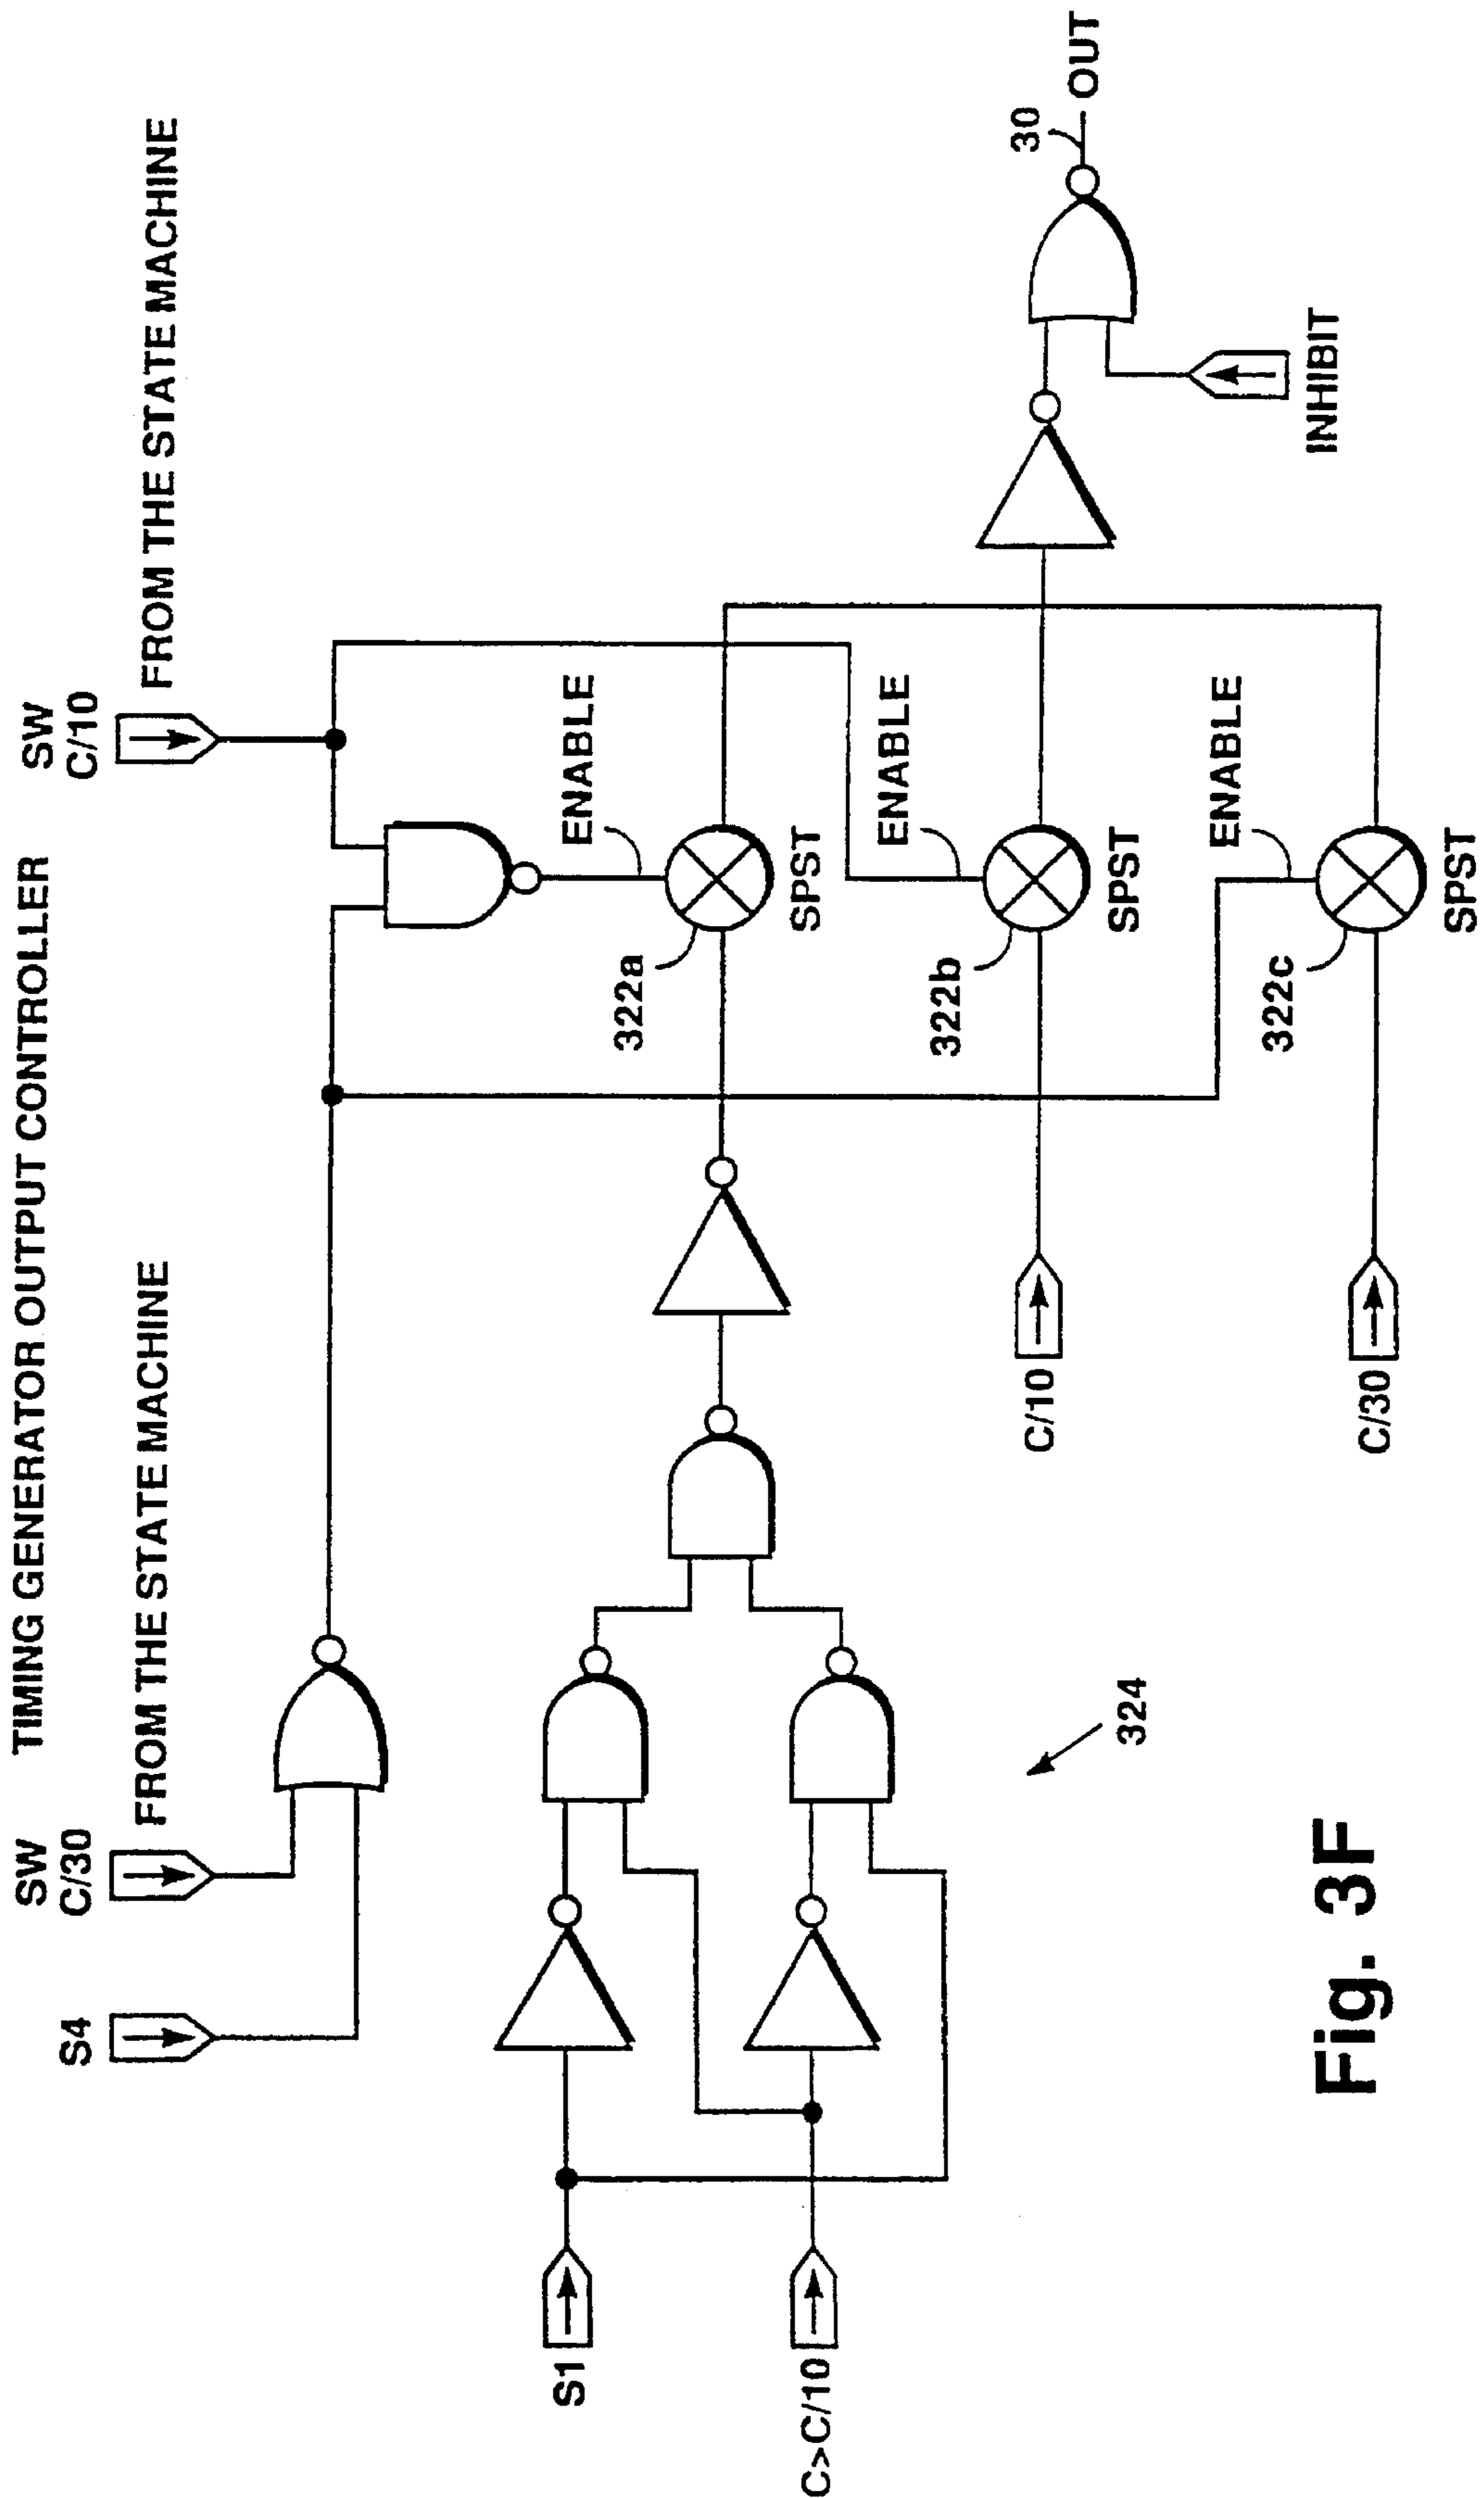 TIMING GENERATOR OUTPUT CONTROLLER
SW
C/30
S4
FROM THE STATE MACHINE
SW
C/10
FROM THE STATE MACHINE
ENABLE
322a
SPST
S1
C>C/10
324
ENABLE
322b
SPST
C/10
ENABLE
322c
SPST
C/30
30
OUT
INHIBIT
Fig. 3F